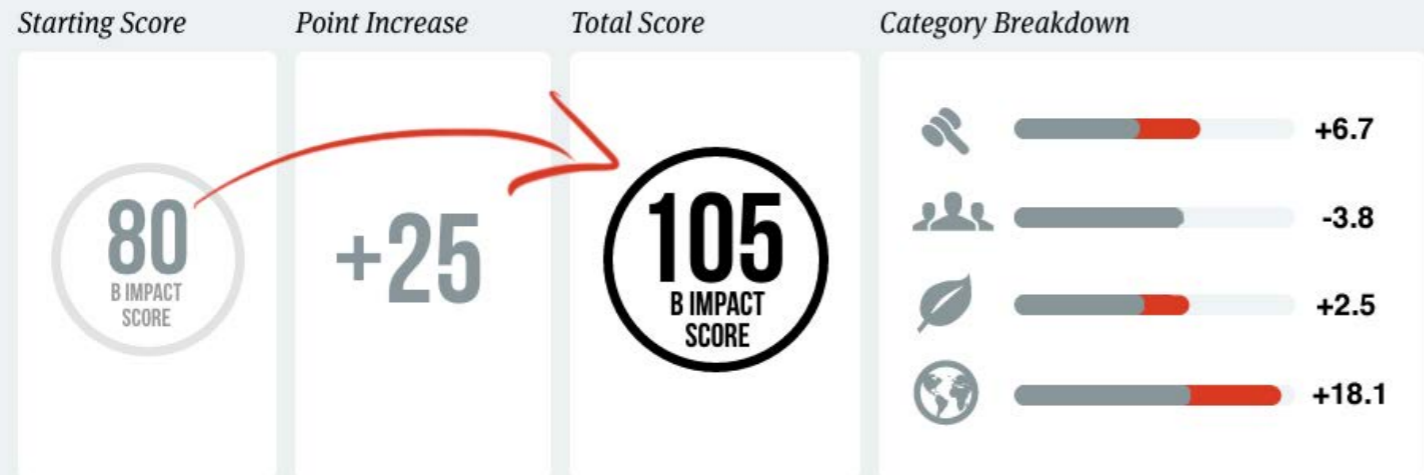 Starting Score
Point Increase
Total Score
Category Breakdown
80
B IMPACT
SCORE
+25
105
B IMPACT
SCORE
+6.7
-3.8
+2.5
+18.1